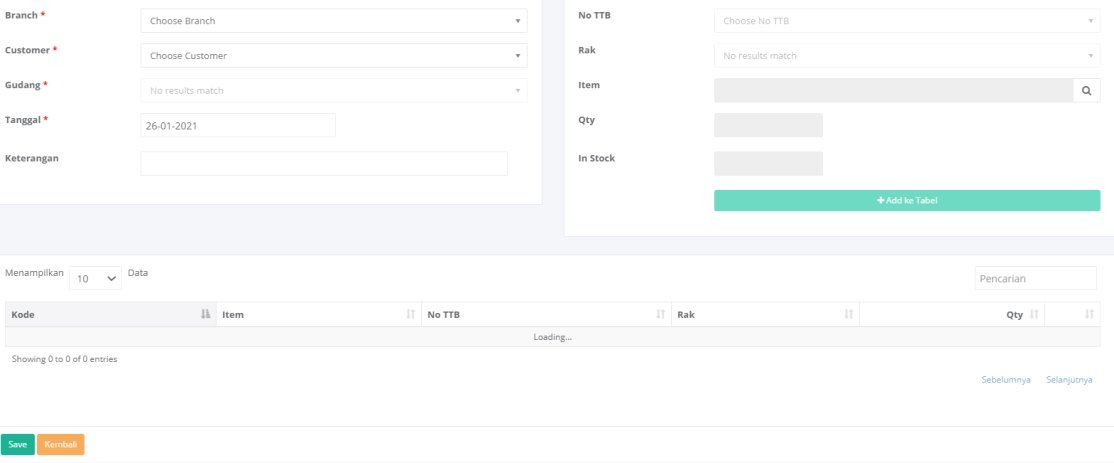 Branch *
Choose Branch
Customer *
Choose Customer
Gudang *
No results match
Tanggal *
26-01-2021
Keterangan
No TTB
Choose No TTB
Rak
No results match
Item
Qty
In Stock
+ Add ke Tabel
Menampilkan 10 Data
Pencarian
Kode Item No TTB Rak Qty
Loading...
Showing 0 to 0 of 0 entries
Sebelumnya Selanjutnya
Save Kembali